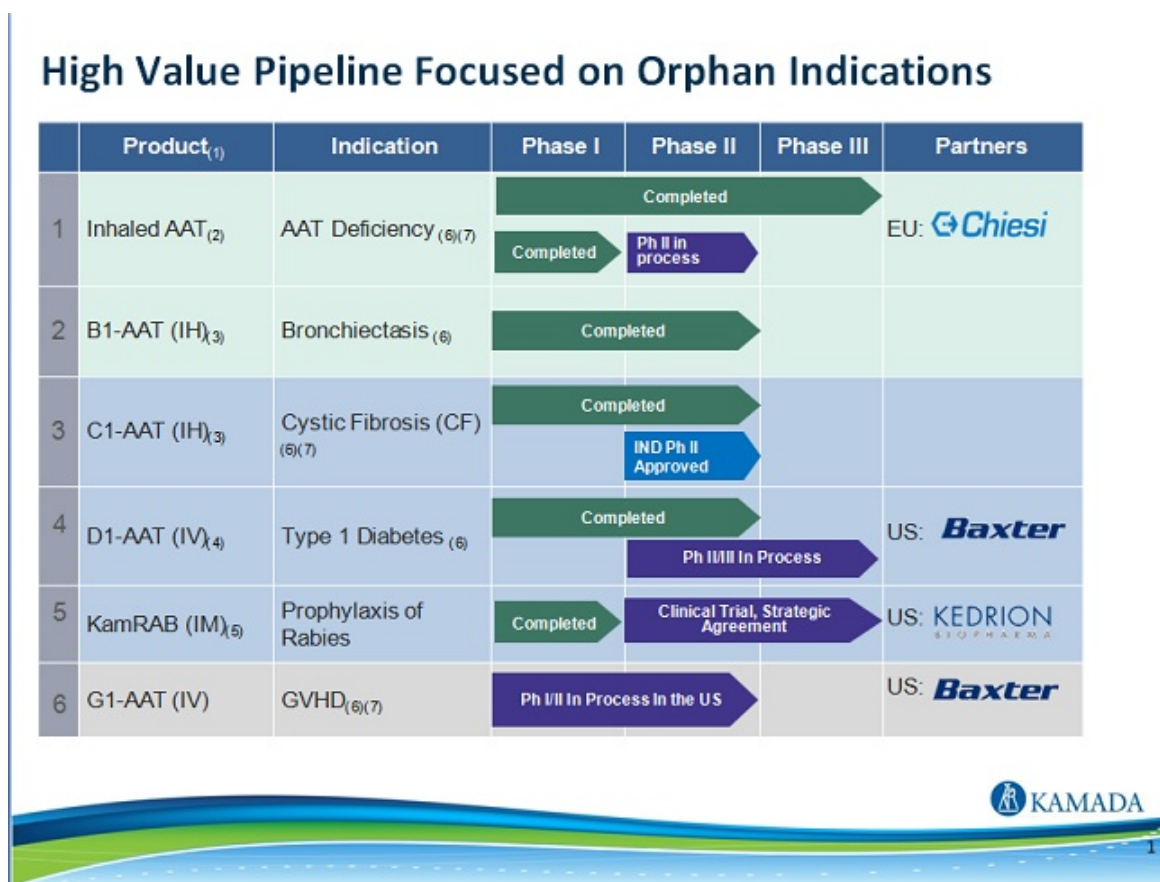 High Value Pipeline Focused on Orphan Indications
Product(1) Indication Phase I Phase II Phase III Partners
Completed
1 Inhaled AAT(2) AAT Deficiency (6)(7) EU: Chiesi
Completed
Ph II in
process
2 B1-AAT (IH)(3) Bronchiectasis (6) Completed
Completed
3 C1-AAT (IH)(3) Cystic Fibrosis (CF)
(6)(7)
IND Ph II
Approved
Completed
4 D1-AAT (IV)(4) Type 1 Diabetes (6) US: Baxter
Ph II/III In Process
5 KamRAB (IM)(5) Prophylaxis of
Rabies
Completed
Clinical Trial, Strategic
Agreement
US: KEDRION
BIOPHARMA
6 G1-AAT (IV) GVHD(6)(7) Ph I/II In Process In the US US: Baxter
KAMADA
1